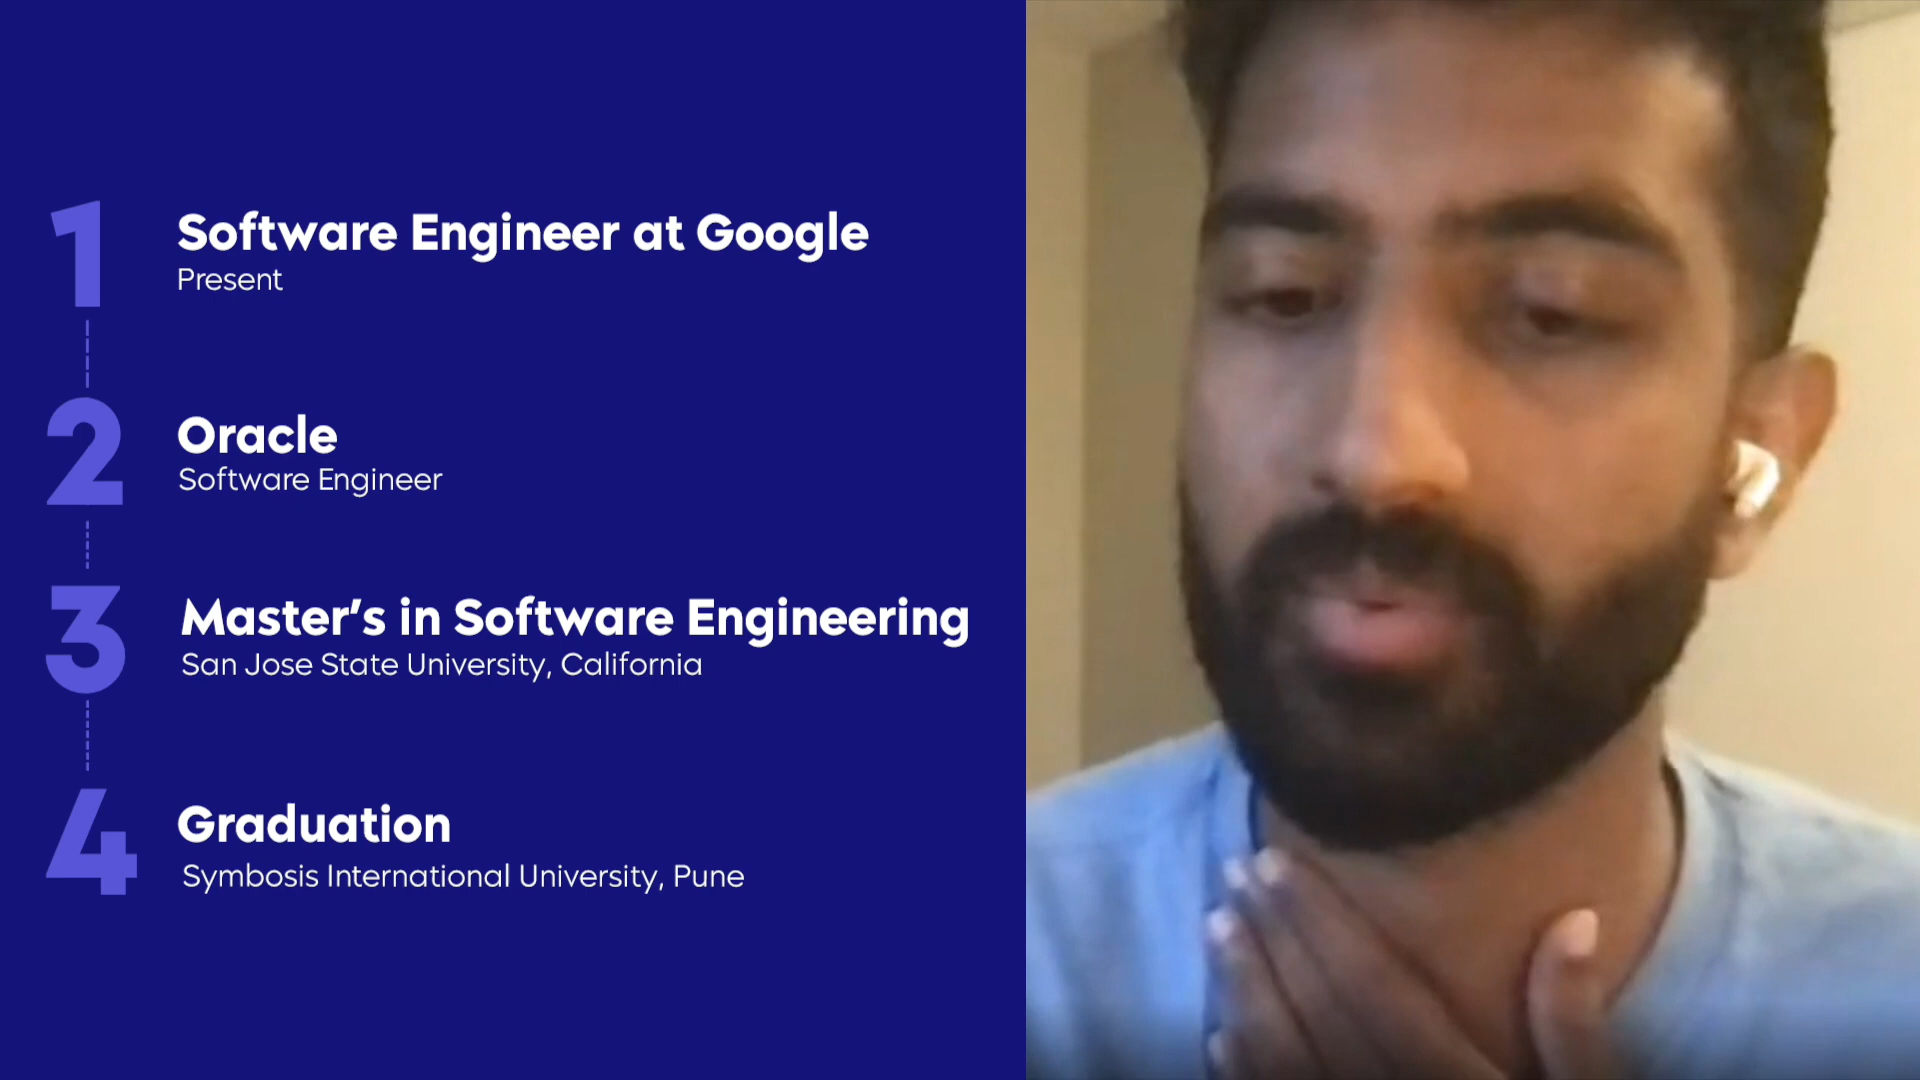 1
Software Engineer at Google
Present
2
Oracle
Software Engineer
3
Master's in Software Engineering
San Jose State University, California
4
Graduation
Symbosis International University, Pune